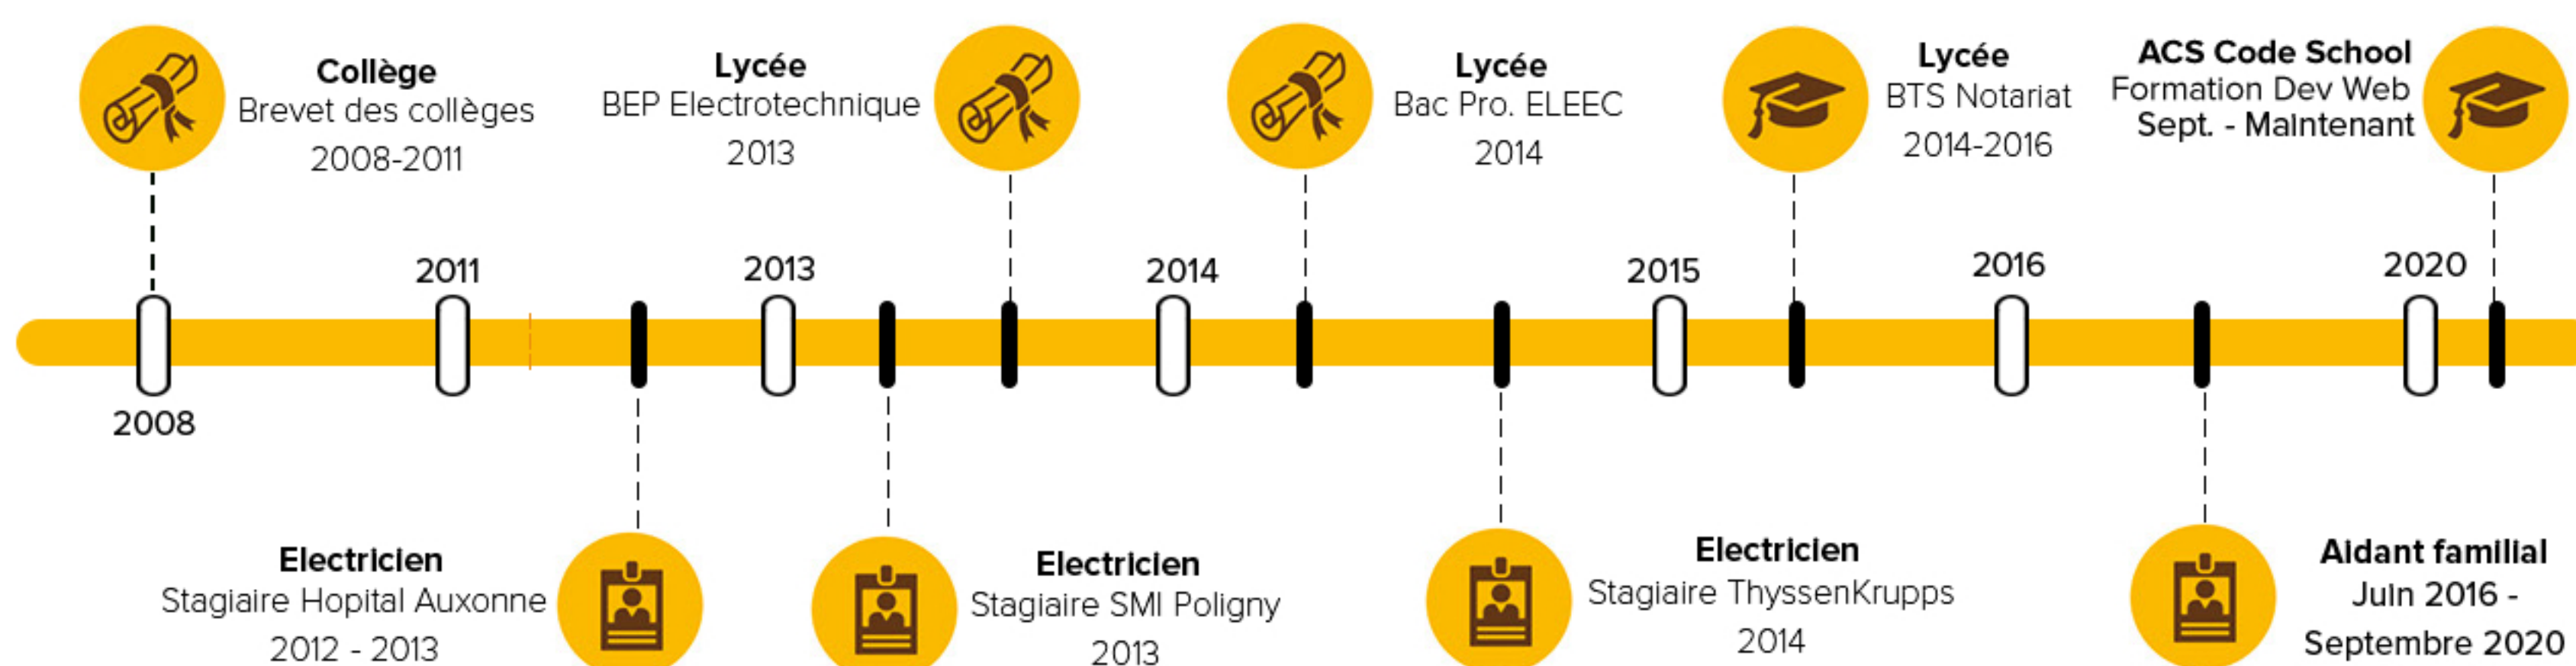 Collège
Brevet des collèges
2008-2011
Lycée
BEP Electrotechnique
2013
Lycée
Bac Pro. ELEEC
2014
Lycée
BTS Notariat
2014-2016
ACS Code School
Formation Dev Web
Sept. - Maintenant
2008
2011
2013
2014
2015
2016
2020
Electricien
Stagiaire Hopital Auxonne
2012 - 2013
Electricien
Stagiaire SMI Poligny
2013
Electricien
Stagiaire ThyssenKrupps
2014
Aidant familial
Juin 2016 -
Septembre 2020